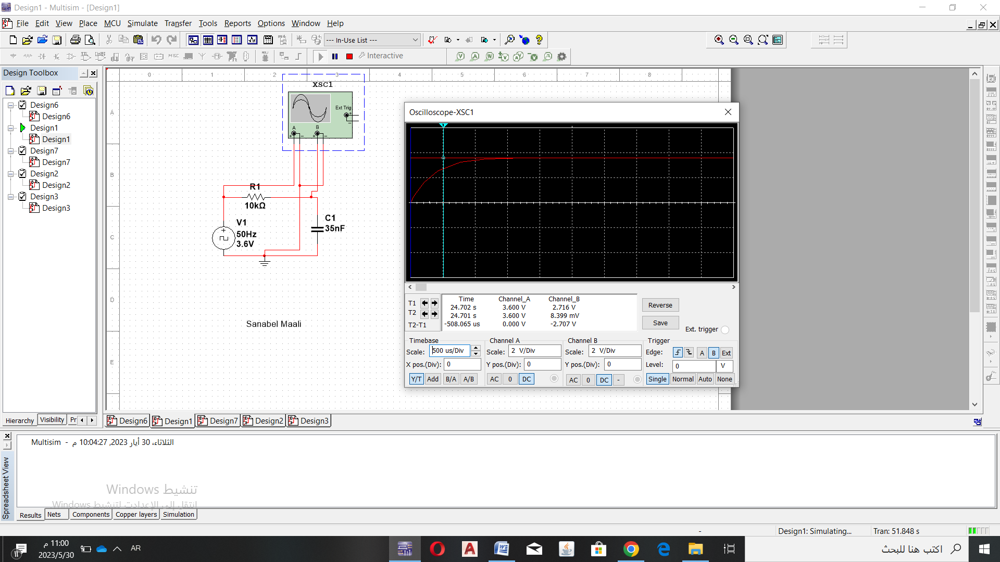 Design1 - Multisim - [Design1]
File Edit View Place MCU Simulate Transfer Tools Reports Options Window Help
--- In-Use List ---
MISC
Interactive
Design Toolbox
Design6
Design6
Design1
Design1
Design7
Design7
Design2
Design2
Design3
Design3
Hierarchy Visibility Pr
0 1 2 3 4 5 6 7 8
A
B
C
D
E
XSC1
Ext Trig
A B
R1
10kΩ
V1
50Hz
3.6V
C1
35nF
Sanabel Maali
Oscilloscope-XSC1
T1
T2
T2-T1
Time Channel_A Channel_B
24.702 s 3.600 V 2.716 V
24.701 s 3.600 V 8.399 mV
-508.065 us 0.000 V -2.707 V
Reverse
Save
Ext. trigger
Timebase
Scale: 500 us/Div
X pos.(Div): 0
Y/T Add B/A A/B
Channel A
Scale: 2 V/Div
Y pos.(Div): 0
AC 0 DC
Channel B
Scale: 2 V/Div
Y pos.(Div): 0
AC 0 DC -
Trigger
Edge: A B Ext
Level: 0 V
Single Normal Auto None
Design6 Design1 Design7 Design2 Design3
Spreadsheet View
Multisim - الثلاثاء، 30 أيار 2023, 10:04:27 م
تنشيط Windows
انتقل إلى الإعدادات لتنشيط Windows
Results Nets Components Copper layers Simulation
- Design1: Simulating... Tran: 51.848 s
11:00 م
2023/5/30
AR
اكتب هنا للبحث